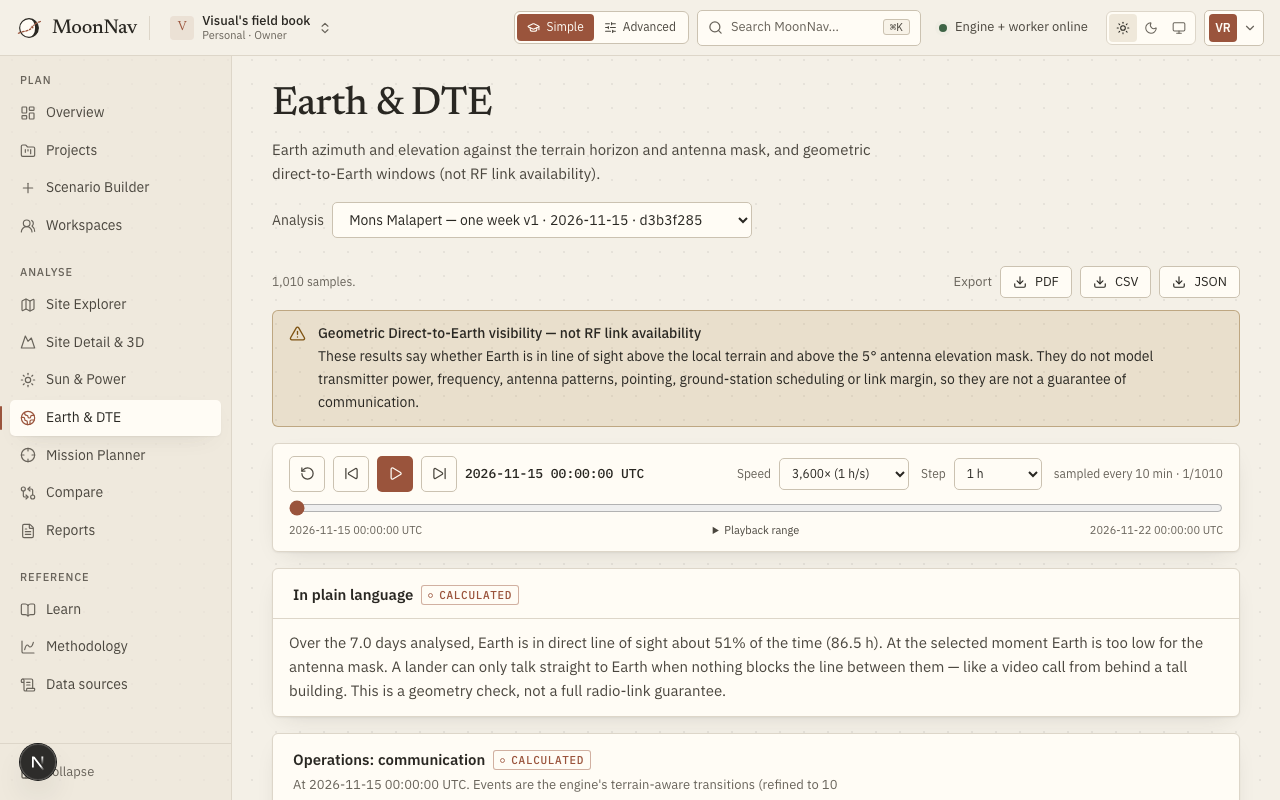 MoonNav
V
Visual's field book
Personal · Owner
Simple
Advanced
Search MoonNav...
⌘K
Engine + worker online
VR
PLAN
Overview
Projects
Scenario Builder
Workspaces
ANALYSE
Site Explorer
Site Detail & 3D
Sun & Power
Earth & DTE
Mission Planner
Compare
Reports
REFERENCE
Learn
Methodology
Data sources
N
ollapse
Earth & DTE
Earth azimuth and elevation against the terrain horizon and antenna mask, and geometric
direct-to-Earth windows (not RF link availability).
Analysis
Mons Malapert — one week v1 · 2026-11-15 · d3b3f285
1,010 samples.
Export
PDF
CSV
JSON
Geometric Direct-to-Earth visibility — not RF link availability
These results say whether Earth is in line of sight above the local terrain and above the 5° antenna elevation mask. They do not model
transmitter power, frequency, antenna patterns, pointing, ground-station scheduling or link margin, so they are not a guarantee of
communication.
2026-11-15 00:00:00 UTC
Speed
3,600× (1 h/s)
Step
1 h
sampled every 10 min · 1/1010
2026-11-15 00:00:00 UTC
Playback range
2026-11-22 00:00:00 UTC
In plain language
CALCULATED
Over the 7.0 days analysed, Earth is in direct line of sight about 51% of the time (86.5 h). At the selected moment Earth is too low for the
antenna mask. A lander can only talk straight to Earth when nothing blocks the line between them — like a video call from behind a tall
building. This is a geometry check, not a full radio-link guarantee.
Operations: communication
CALCULATED
At 2026-11-15 00:00:00 UTC. Events are the engine's terrain-aware transitions (refined to 10